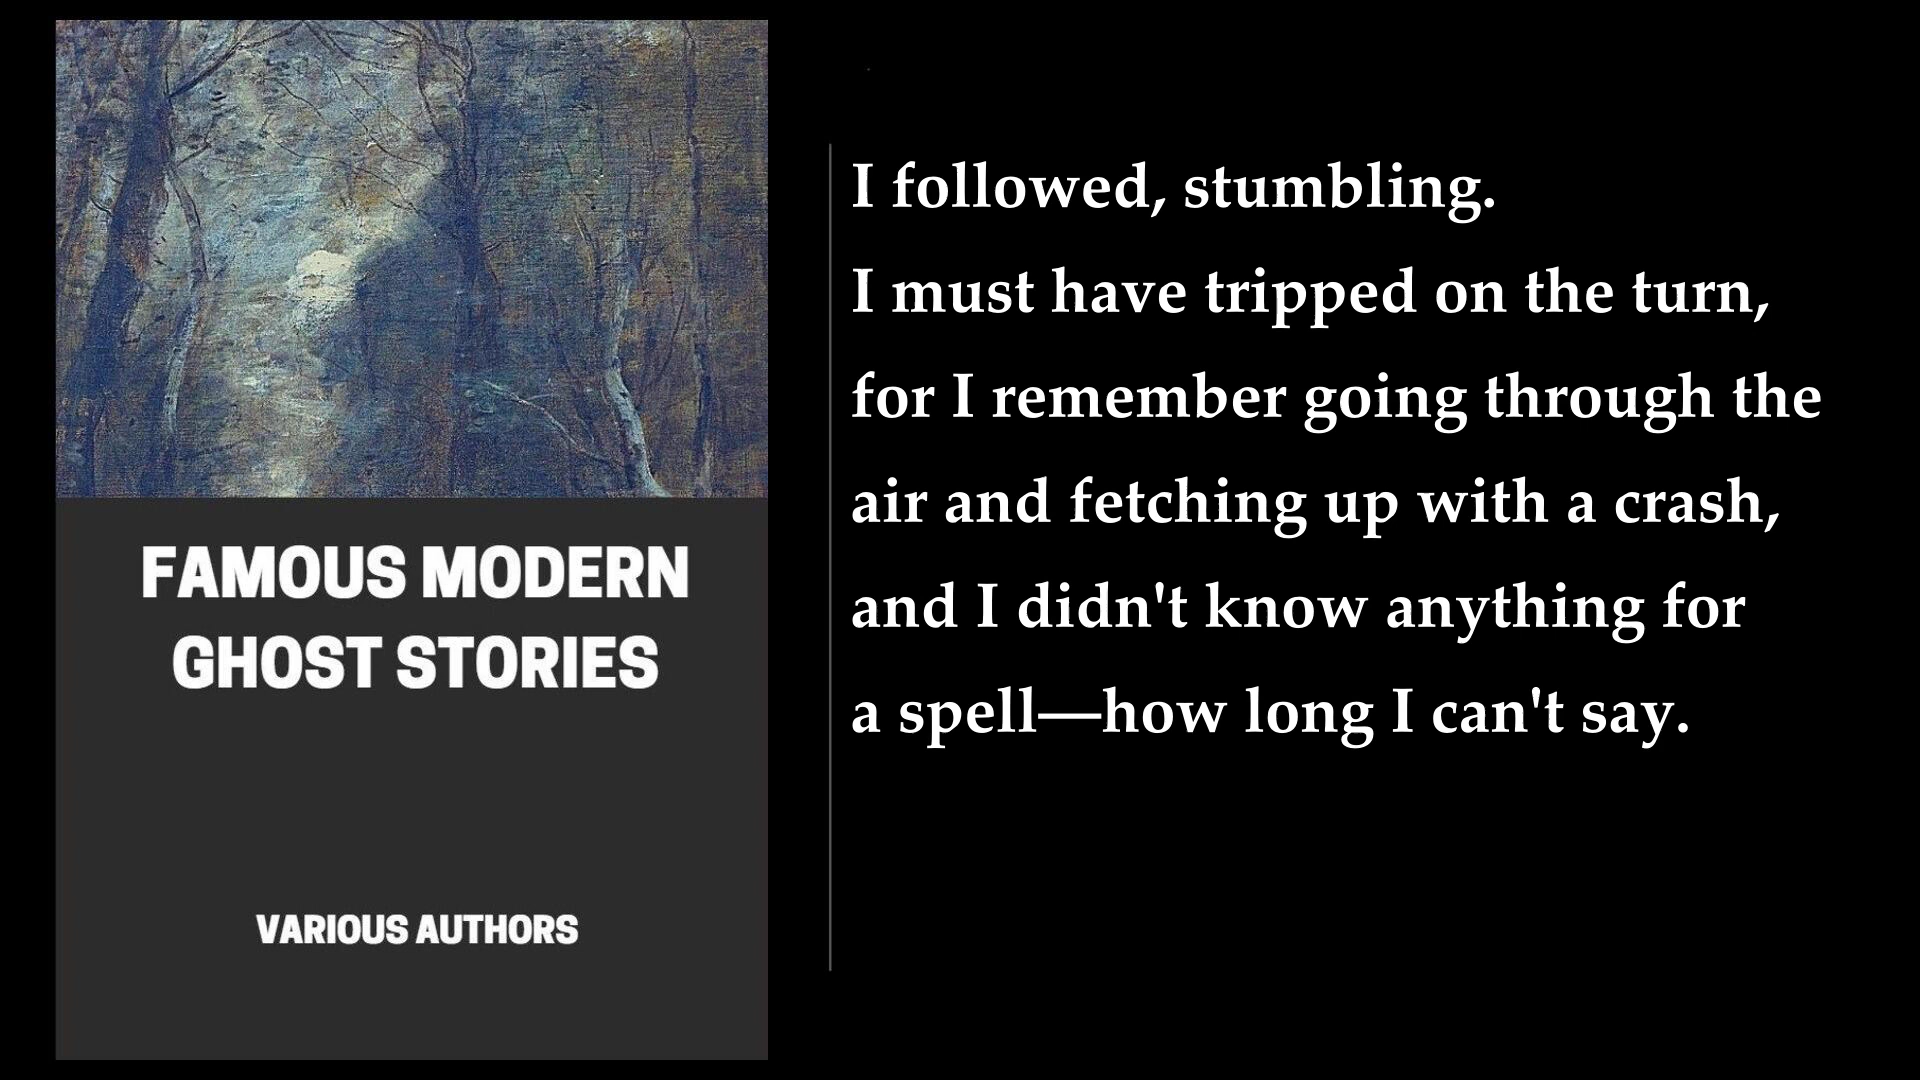 FAMOUS MODERN
GHOST STORIES
VARIOUS AUTHORS
I followed, stumbling.
I must have tripped on the turn,
for I remember going through the
air and fetching up with a crash,
and I didn't know anything for
a spell—how long I can't say.